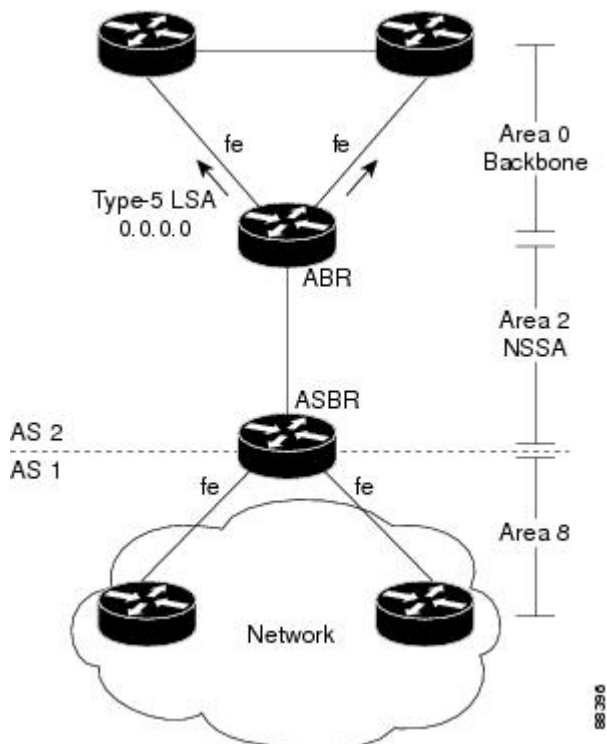 fe
fe
Area 0
Backbone
Type-5 LSA
0.0.0.0
ABR
Area 2
NSSA
ASBR
AS 2
AS 1
fe
fe
Area 8
Network
88396